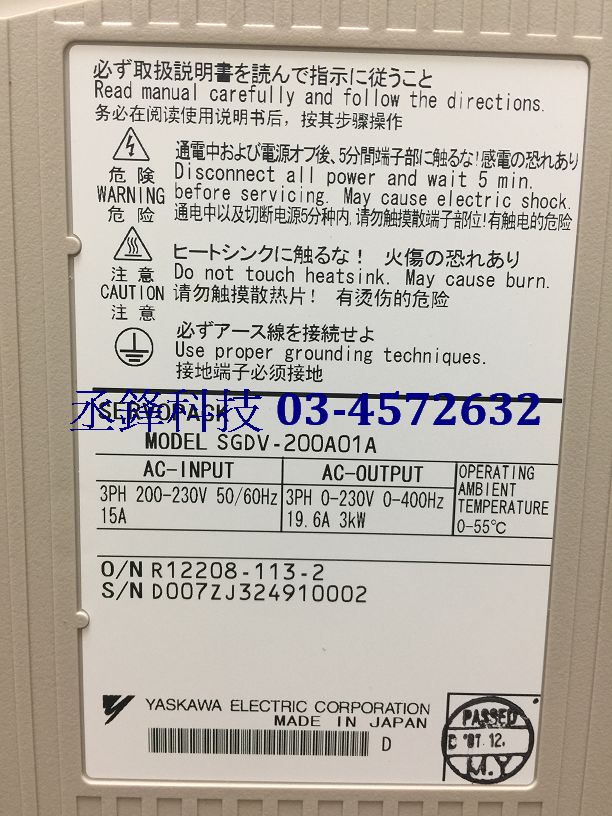 必ず取扱説明書を読んで指示に従うこと
Read manual carefully and follow the directions.
务必在阅读使用说明书后，按其步骤操作
危険
WARNING
危险
通電中および電源オフ後、5分間端子部に触るな！感電の恐れあり
Disconnect all power and wait 5 min.
before servicing. May cause electric shock.
通电中以及切断电源5分种内,请勿触摸散端子部位！有触电的危险
注意
CAUTION
注意
ヒートシンクに触るな！ 火傷の恐れあり
Do not touch heatsink. May cause burn.
请勿触摸散热片！ 有烫伤的危险
必ずアース線を接続せよ
Use proper grounding techniques.
接地端子必须接地
SERVOPACK
丞鋒科技 03-4572632
MODEL SGDV-200A01A
AC-INPUT
3PH 200-230V 50/60Hz
15A
AC-OUTPUT
3PH 0-230V 0-400Hz
19.6A 3kW
OPERATING
AMBIENT
TEMPERATURE
0-55℃
O/N R12208-113-2
S/N D007ZJ324910002
YASKAWA ELECTRIC CORPORATION
MADE IN JAPAN
D
PASSED
D '07.12.
M.Y